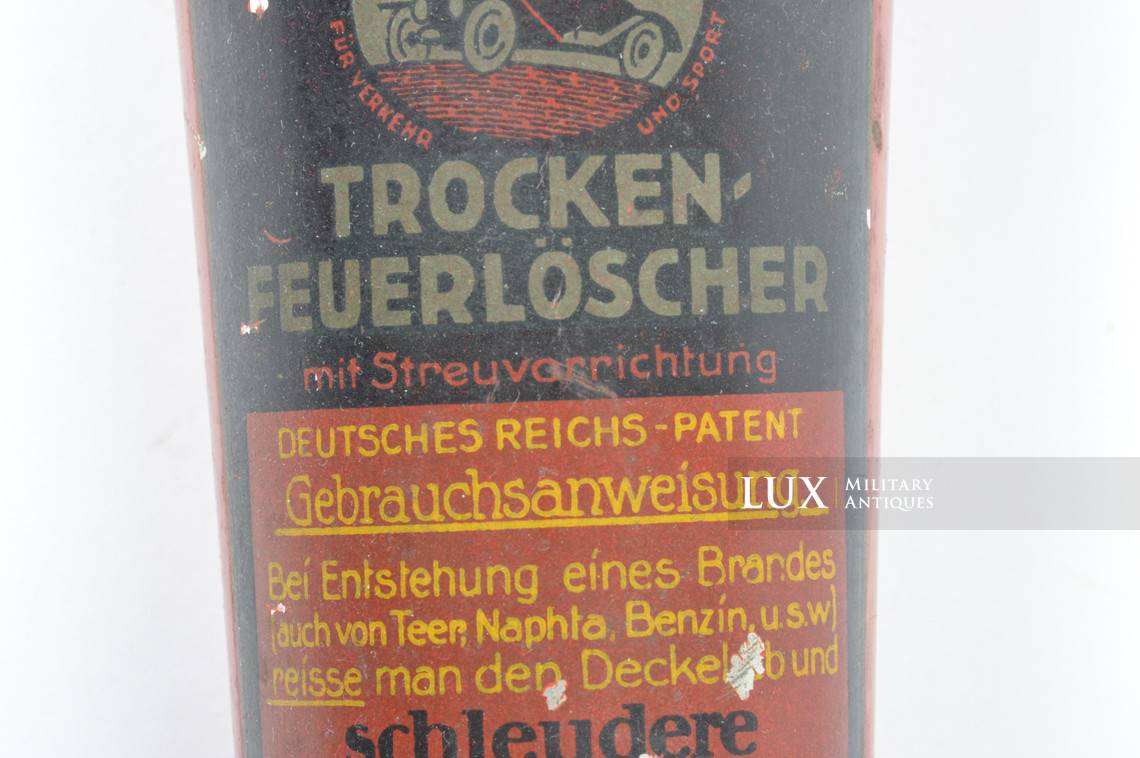 FÜR VERKEHR UND SPORT
TROCKEN-
FEUERLÖSCHER
mit Streuvorrichtung
DEUTSCHES REICHS-PATENT
Gebrauchsanweisung
LUX MILITARY ANTIQUES
Bei Entstehung eines Brandes
(auch von Teer, Naphta, Benzin, u.s.w)
reisse man den Deckel ab und
schleudere